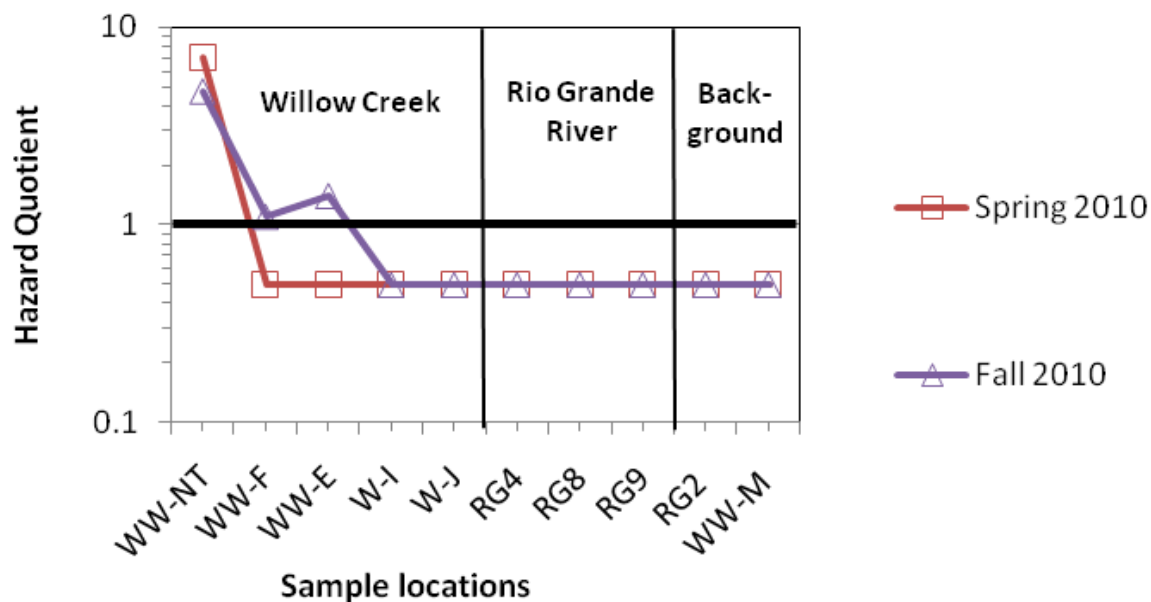 10
1
0.1
Hazard Quotient
Willow Creek
Rio Grande
River
Back-
ground
WW-NT
WW-F
WW-E
W-I
W-J
RG4
RG8
RG9
RG2
WW-M
Sample locations
Spring 2010
Fall 2010